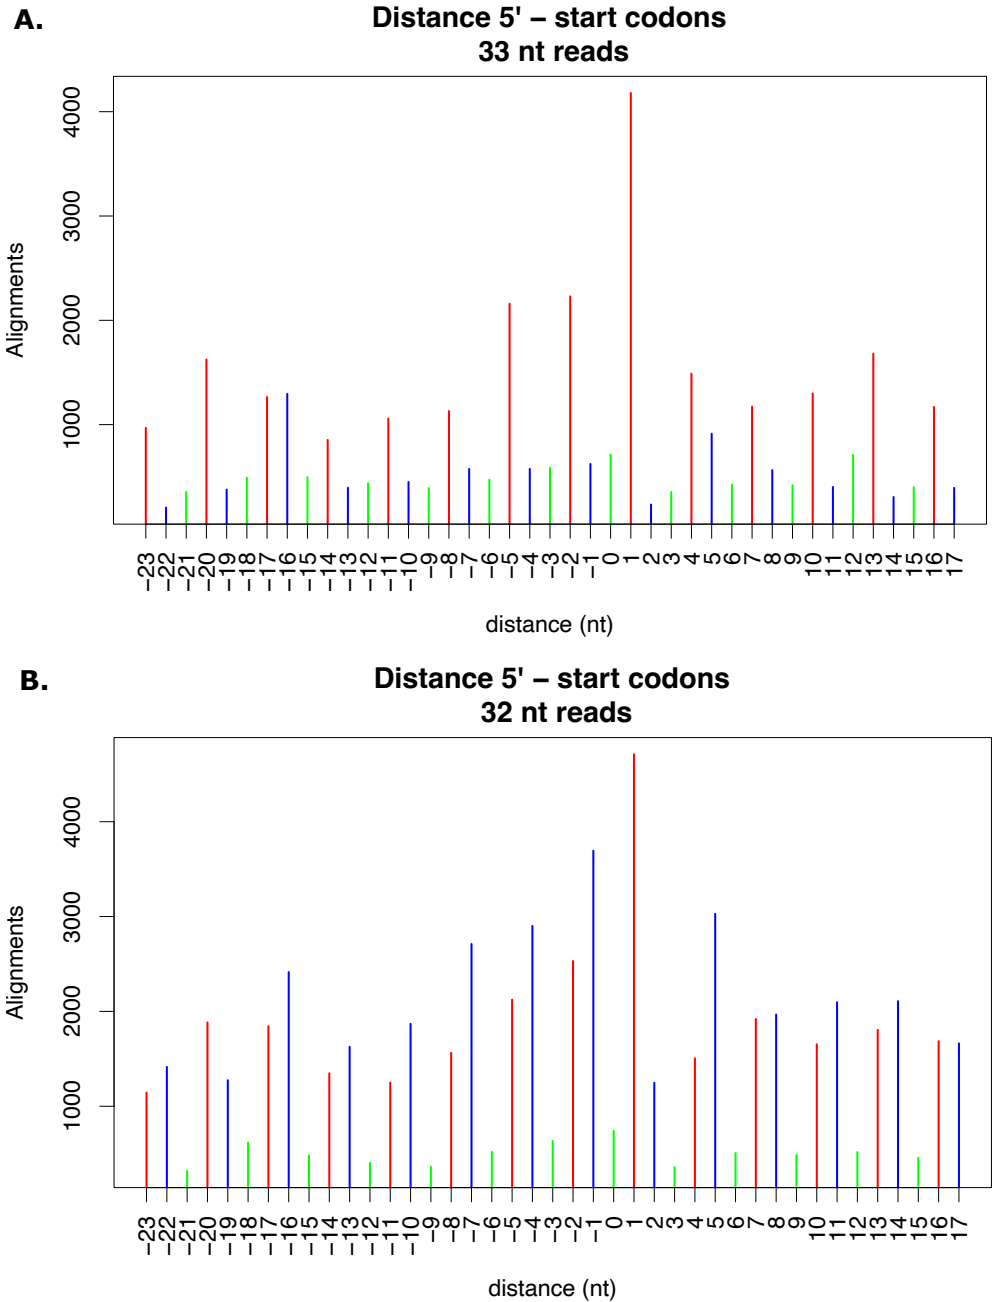 A.
Distance 5' – start codons
33 nt reads
Alignments
4000
3000
2000
1000
−23 −22 −21 −20 −19 −18 −17 −16 −15 −14 −13 −12 −11 −10 −9 −8 −7 −6 −5 −4 −3 −2 −1 0 1 2 3 4 5 6 7 8 9 10 11 12 13 14 15 16 17
distance (nt)
B.
Distance 5' – start codons
32 nt reads
Alignments
4000
3000
2000
1000
−23 −22 −21 −20 −19 −18 −17 −16 −15 −14 −13 −12 −11 −10 −9 −8 −7 −6 −5 −4 −3 −2 −1 0 1 2 3 4 5 6 7 8 9 10 11 12 13 14 15 16 17
distance (nt)